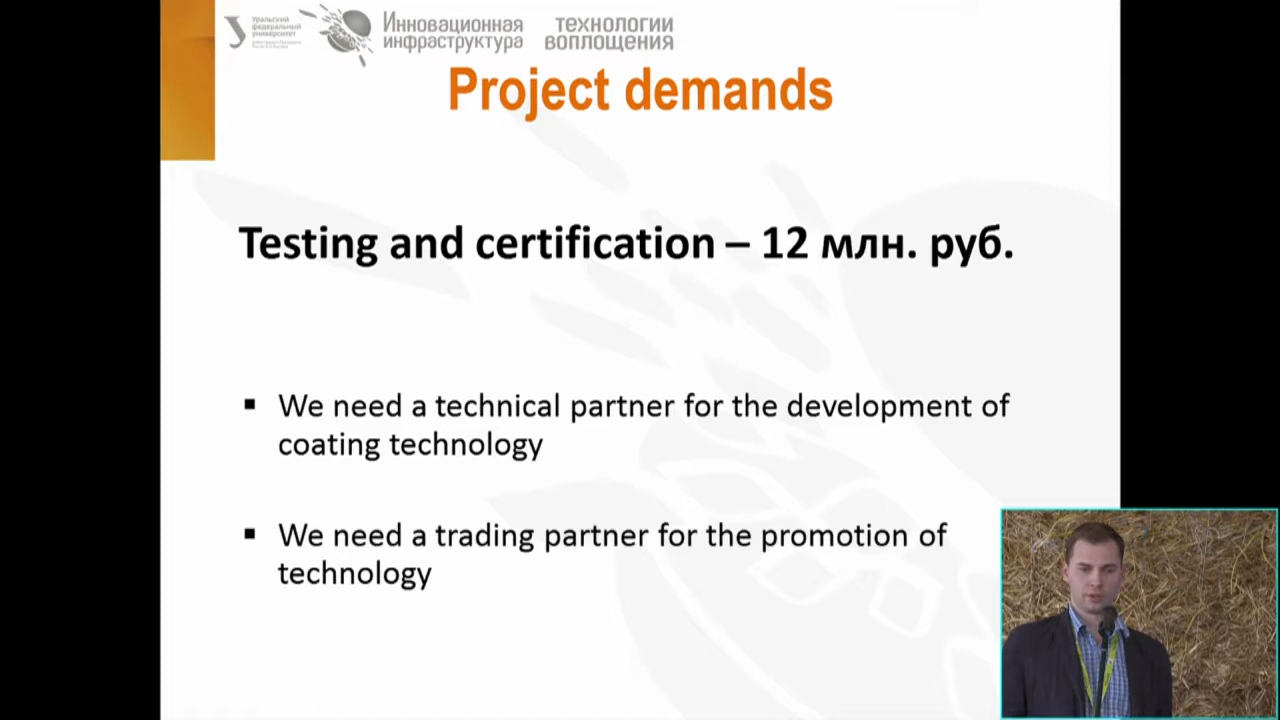 Уральский
федеральный
университет
Инновационная
инфраструктура
технологии
воплощения
Project demands
Testing and certification – 12 млн. руб.
▪ We need a technical partner for the development of
coating technology
▪ We need a trading partner for the promotion of
technology